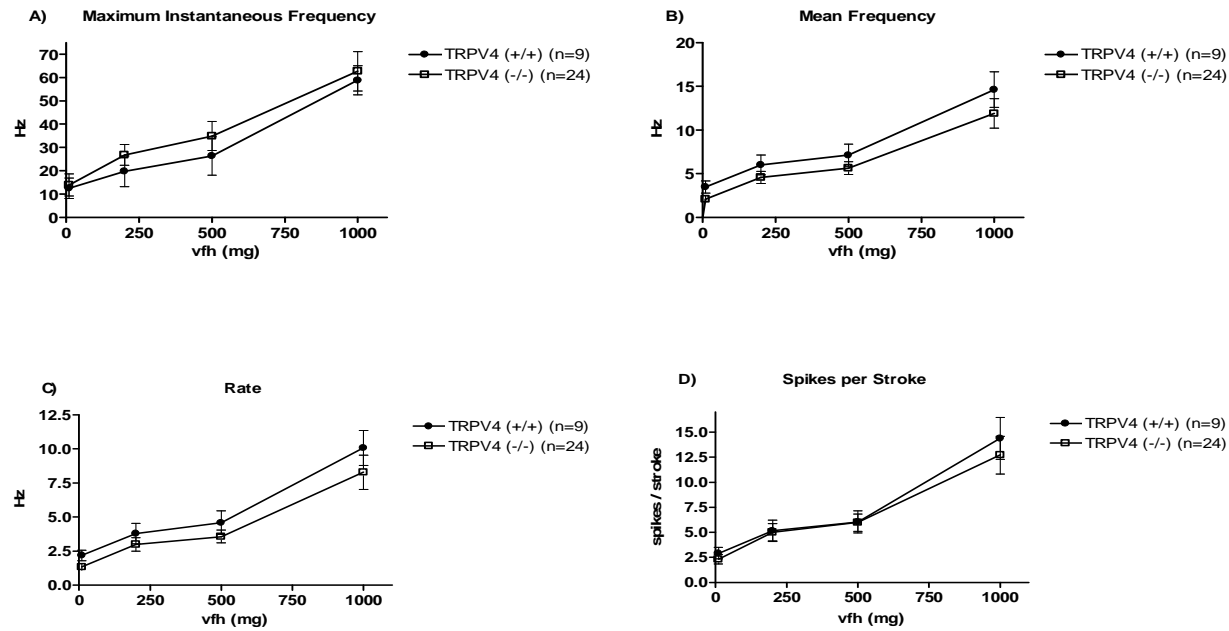 A) Maximum Instantaneous Frequency
70
60
50
40
30
20
10
0
Hz
0 250 500 750 1000
vfh (mg)
TRPV4 (+/+) (n=9)
TRPV4 (-/-) (n=24)
B) Mean Frequency
20
15
10
5
0
Hz
0 250 500 750 1000
vfh (mg)
TRPV4 (+/+) (n=9)
TRPV4 (-/-) (n=24)
C) Rate
12.5
10.0
7.5
5.0
2.5
0.0
Hz
0 250 500 750 1000
vfh (mg)
TRPV4 (+/+) (n=9)
TRPV4 (-/-) (n=24)
D) Spikes per Stroke
15.0
12.5
10.0
7.5
5.0
2.5
0.0
spikes / stroke
0 250 500 750 1000
vfh (mg)
TRPV4 (+/+) (n=9)
TRPV4 (-/-) (n=24)